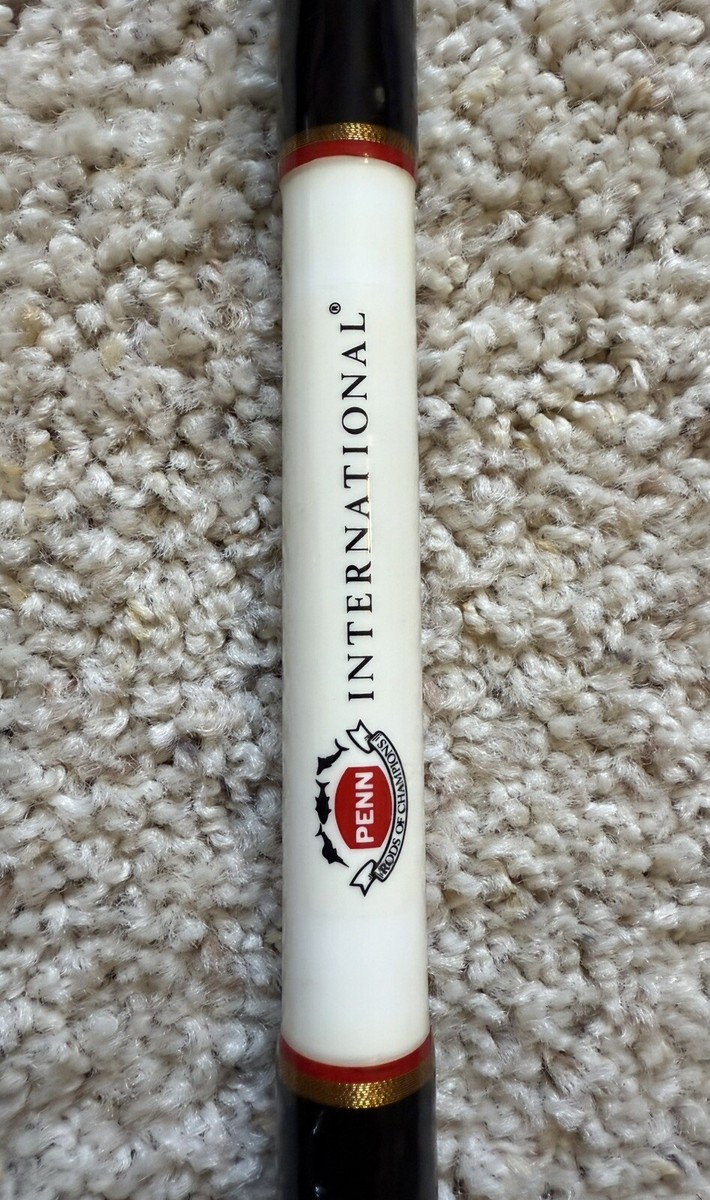 PENN
RODS OF CHAMPIONS
INTERNATIONAL®